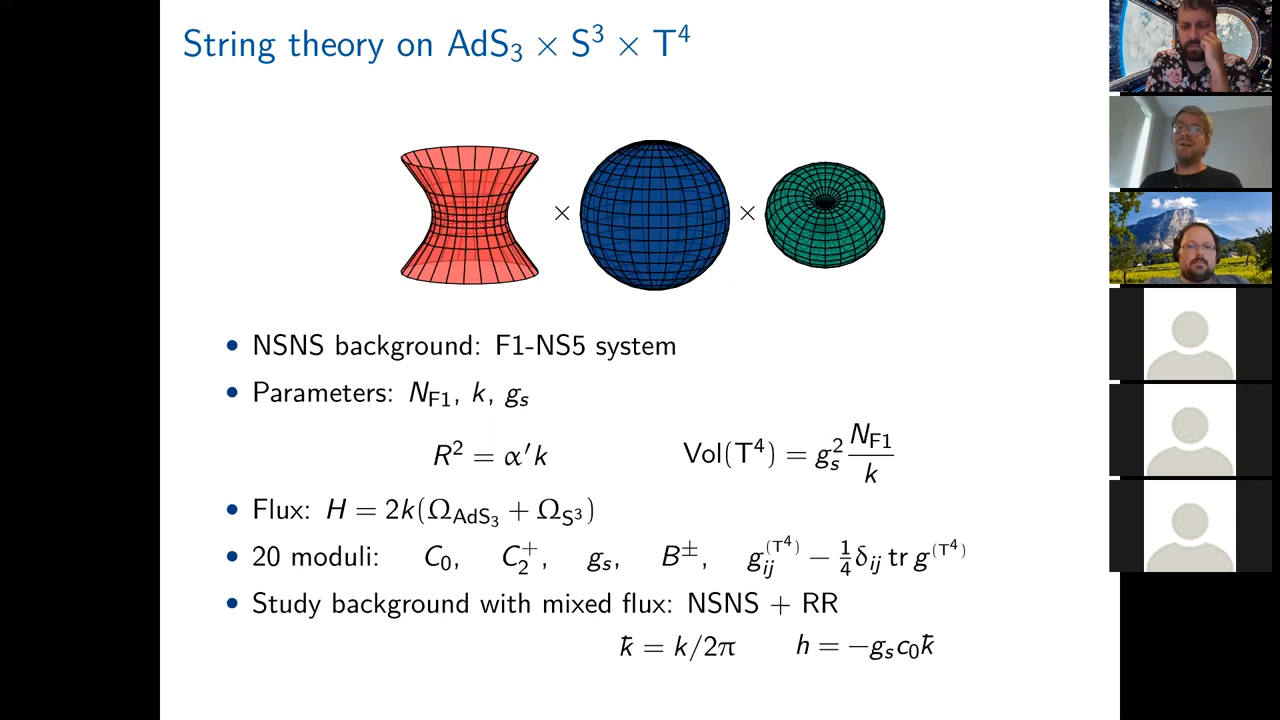 String theory on AdS₃ × S³ × T⁴
× ×
• NSNS background: F1-NS5 system
• Parameters: N_F1, k, g_s
R² = α′k Vol(T⁴) = g_s² N_F1/k
• Flux: H = 2k(Ω_AdS₃ + Ω_S³)
• 20 moduli: C₀, C₂⁺, g_s, B^±, g_ij^(T⁴) − ¼δ_ij tr g^(T⁴)
• Study background with mixed flux: NSNS + RR
ꝁ = k/2π h = −g_s c₀ꝁ